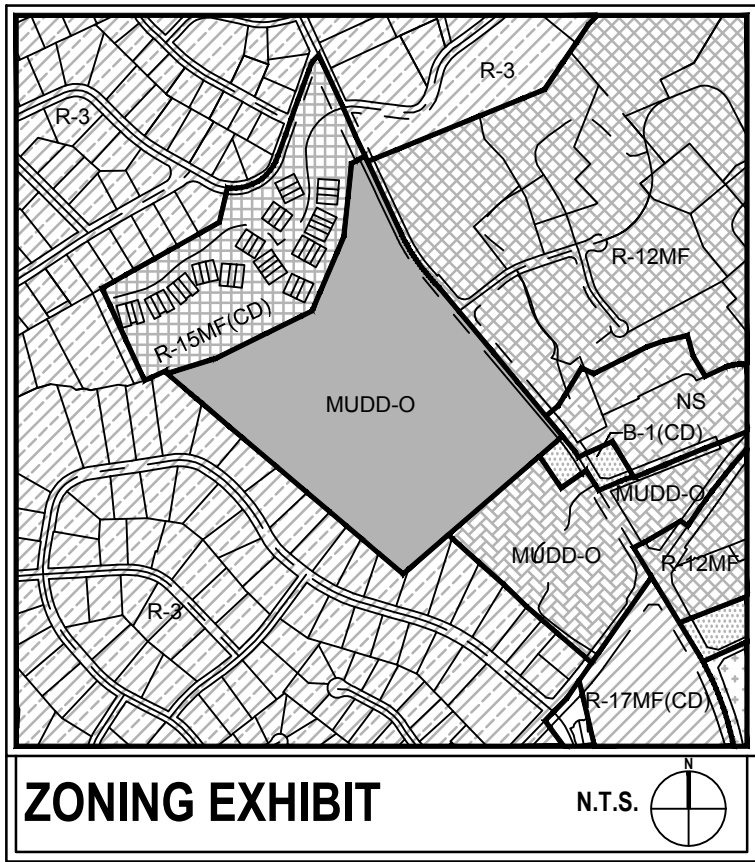 R-3
R-3
R-12MF
R-15MF(CD)
MUDD-O
NS
B-1(CD)
MUDD-O
MUDD-O
R-12MF
R-3
R-17MF(CD)
ZONING EXHIBIT
N.T.S.
N